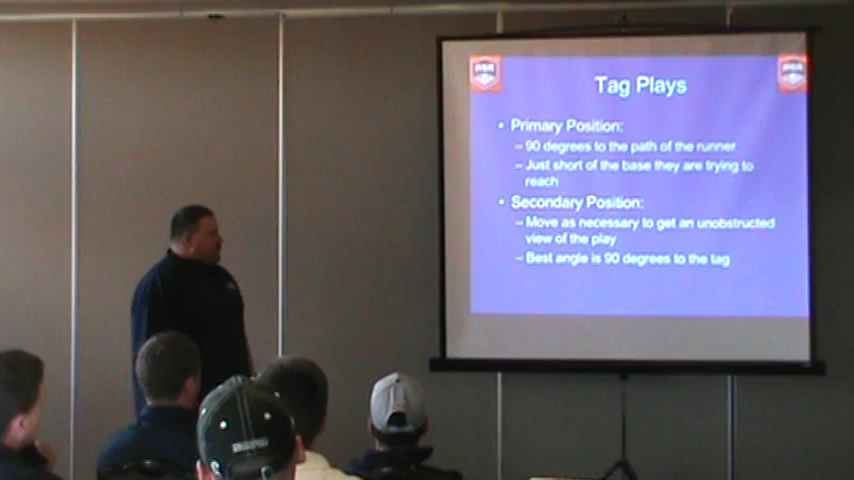 Tag Plays
• Primary Position:
– 90 degrees to the path of the runner
– Just short of the base they are trying to
reach
• Secondary Position:
– Move as necessary to get an unobstructed
view of the play
– Best angle is 90 degrees to the tag